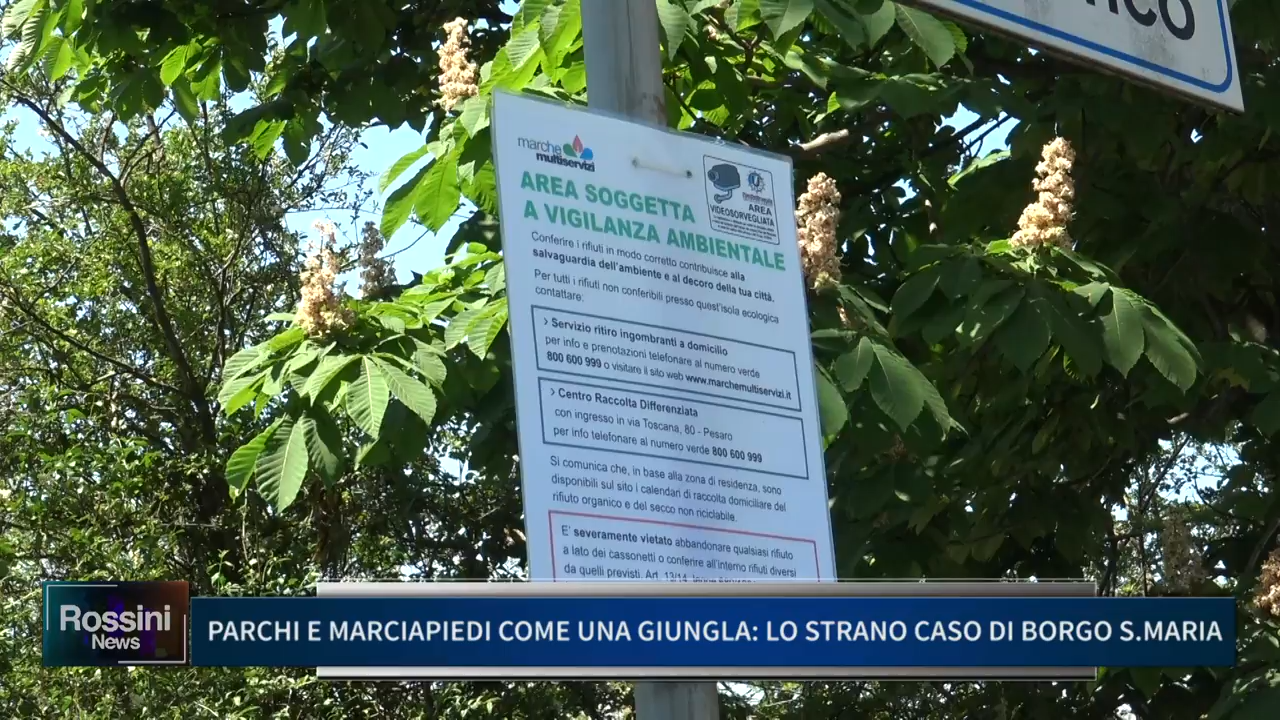 marche
multiservizi
AREA
VIDEOSORVEGLIATA
AREA SOGGETTA
A VIGILANZA AMBIENTALE
Conferire i rifiuti in modo corretto contribuisce alla
salvaguardia dell'ambiente e al decoro della tua città.
Per tutti i rifiuti non conferibili presso quest'isola ecologica
contattare:
› Servizio ritiro ingombranti a domicilio
per info e prenotazioni telefonare al numero verde
800 600 999 o visitare il sito web www.marchemultiservizi.it
› Centro Raccolta Differenziata
con ingresso in via Toscana, 80 - Pesaro
per info telefonare al numero verde 800 600 999
Si comunica che, in base alla zona di residenza, sono
disponibili sul sito i calendari di raccolta domiciliare del
rifiuto organico e del secco non riciclabile.
E' severamente vietato abbandonare qualsiasi rifiuto
a lato dei cassonetti o conferire all'interno rifiuti diversi
da quelli previsti. Art. 13/14
Rossini
News
PARCHI E MARCIAPIEDI COME UNA GIUNGLA: LO STRANO CASO DI BORGO S.MARIA